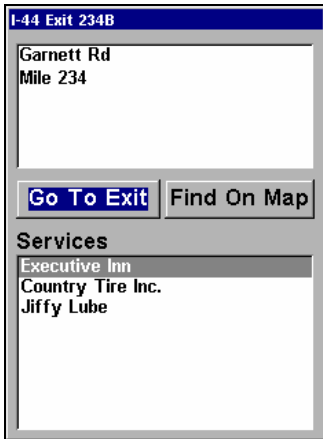 I-44 Exit 234B
Garnett Rd
Mile 234
Go To Exit Find On Map
Services
Executive Inn
Country Tire Inc.
Jiffy Lube